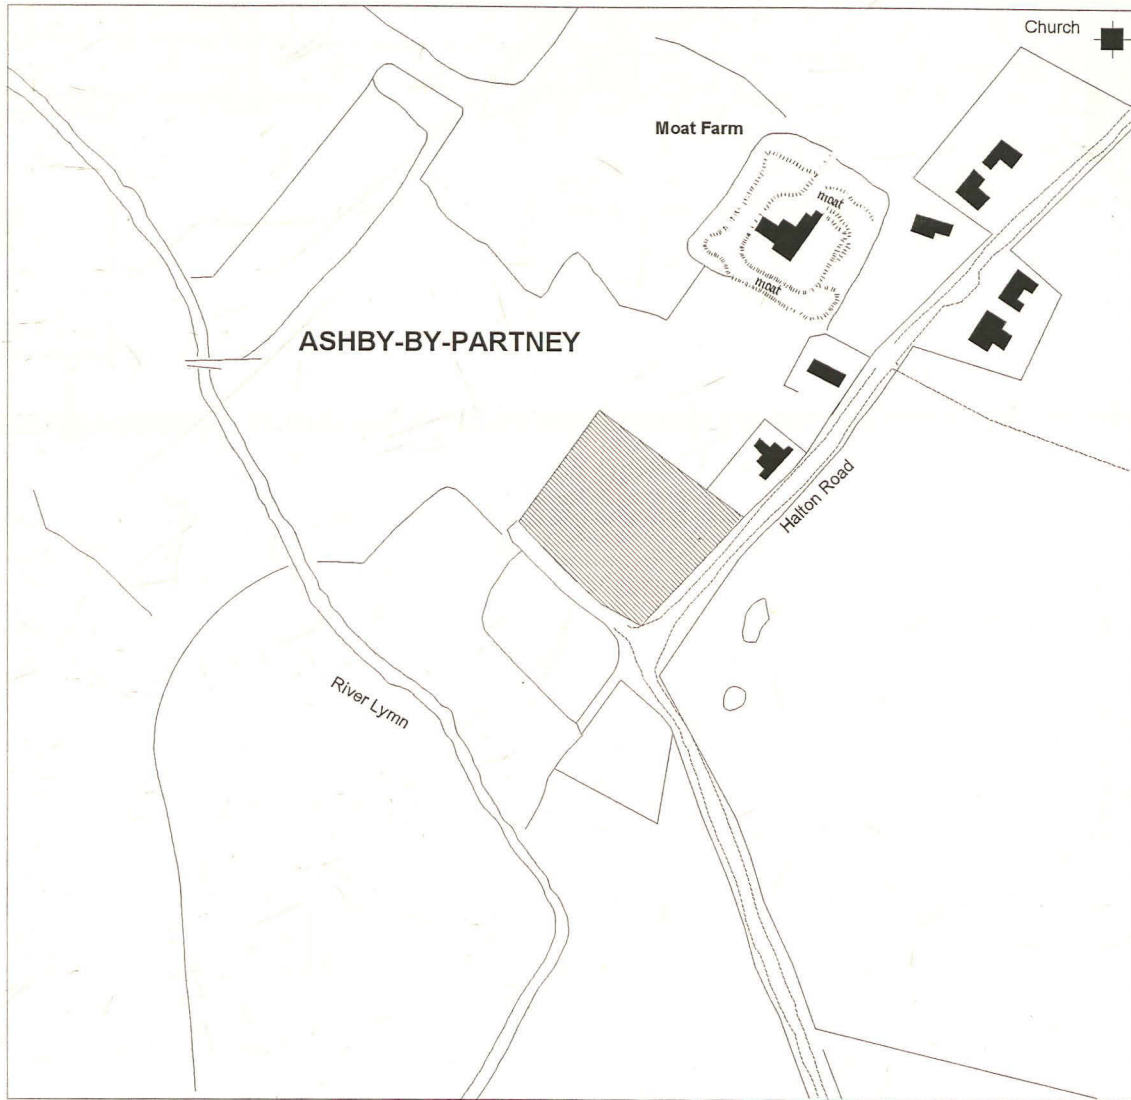 Church
Moat Farm
moat
moat
ASHBY-BY-PARTNEY
Halton Road
River Lymn